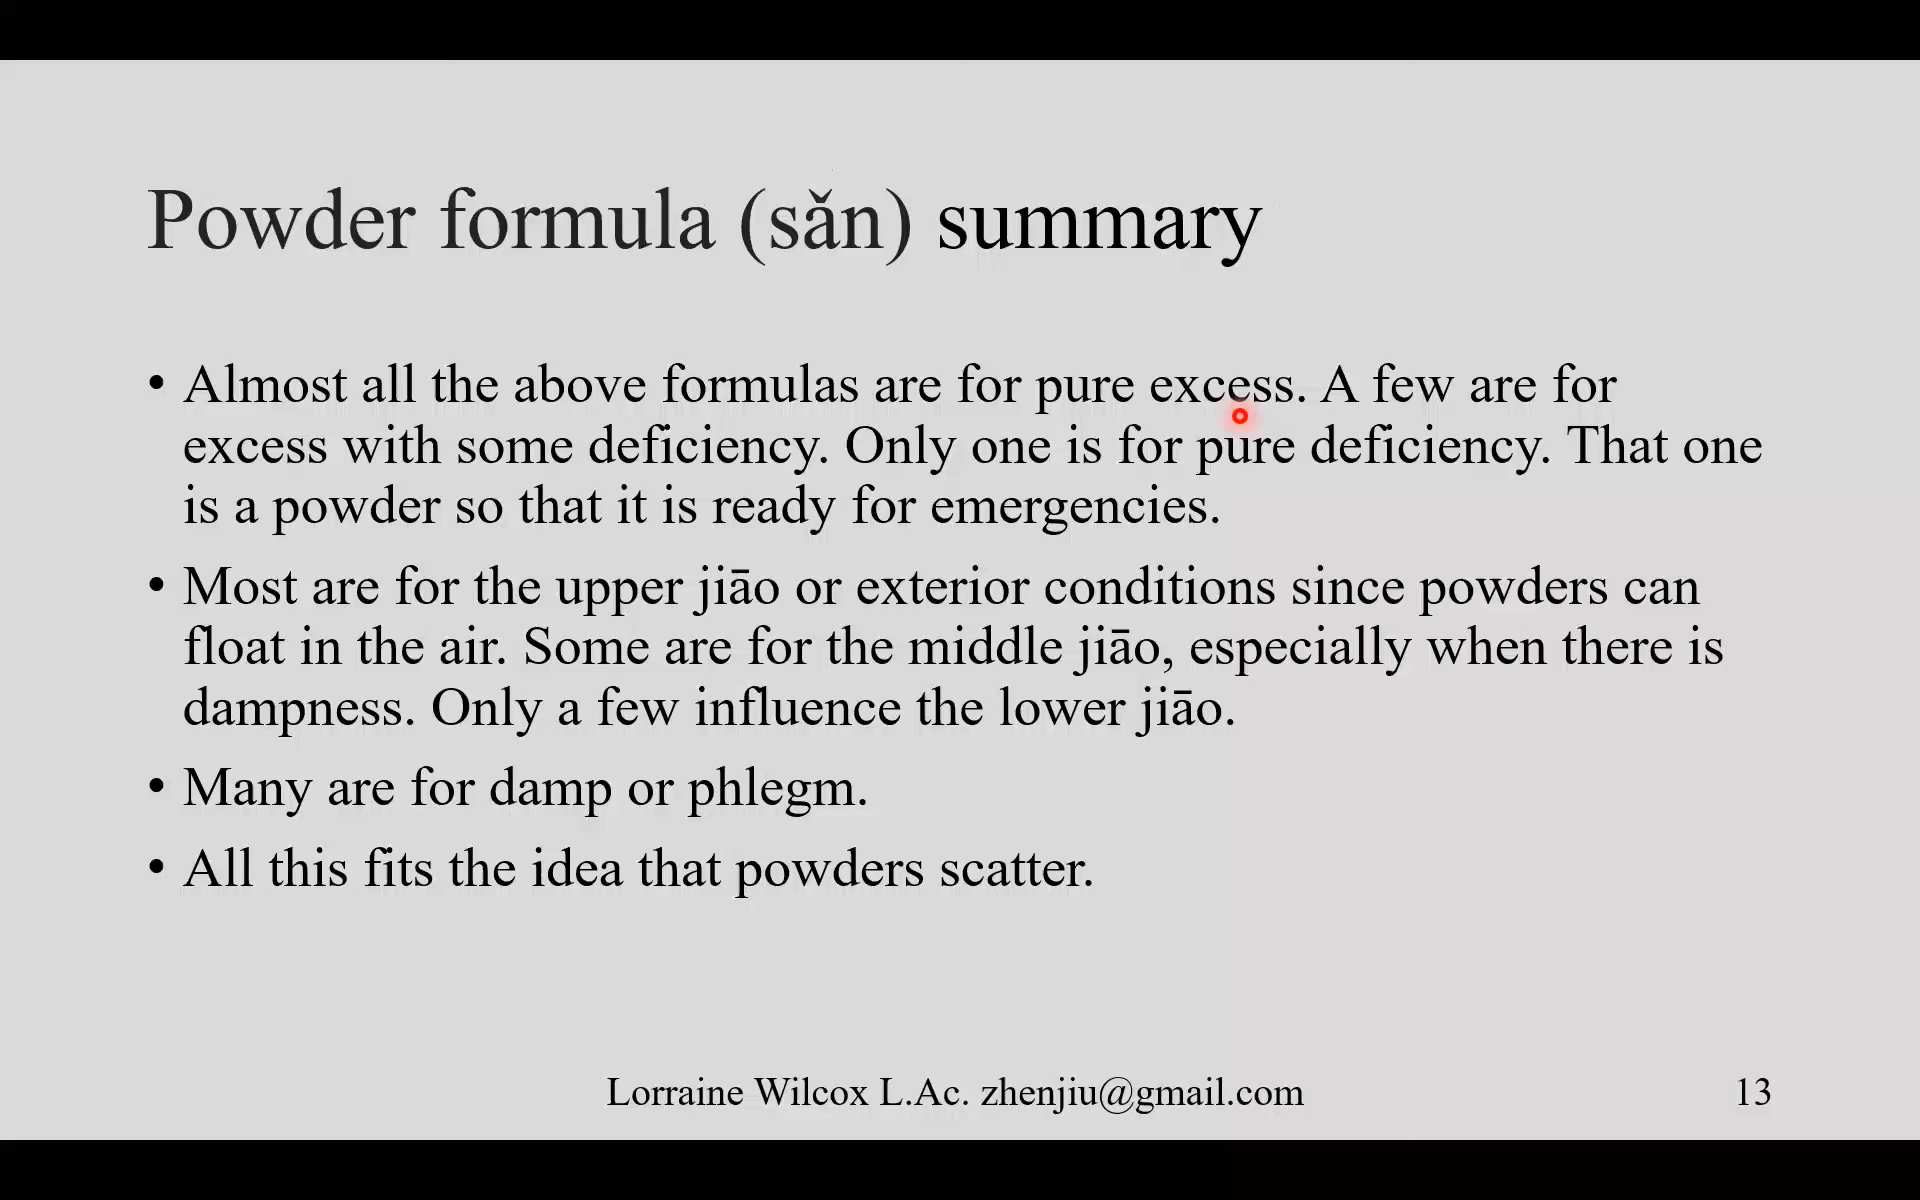 Powder formula (sǎn) summary
• Almost all the above formulas are for pure excess. A few are for
excess with some deficiency. Only one is for pure deficiency. That one
is a powder so that it is ready for emergencies.
• Most are for the upper jiāo or exterior conditions since powders can
float in the air. Some are for the middle jiāo, especially when there is
dampness. Only a few influence the lower jiāo.
• Many are for damp or phlegm.
• All this fits the idea that powders scatter.
Lorraine Wilcox L.Ac. zhenjiu@gmail.com
13